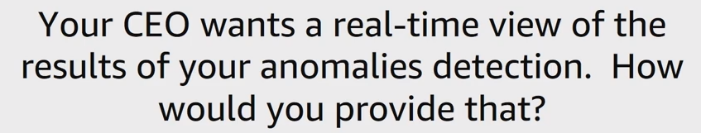 Your CEO wants a real-time view of the
results of your anomalies detection.  How
would you provide that?